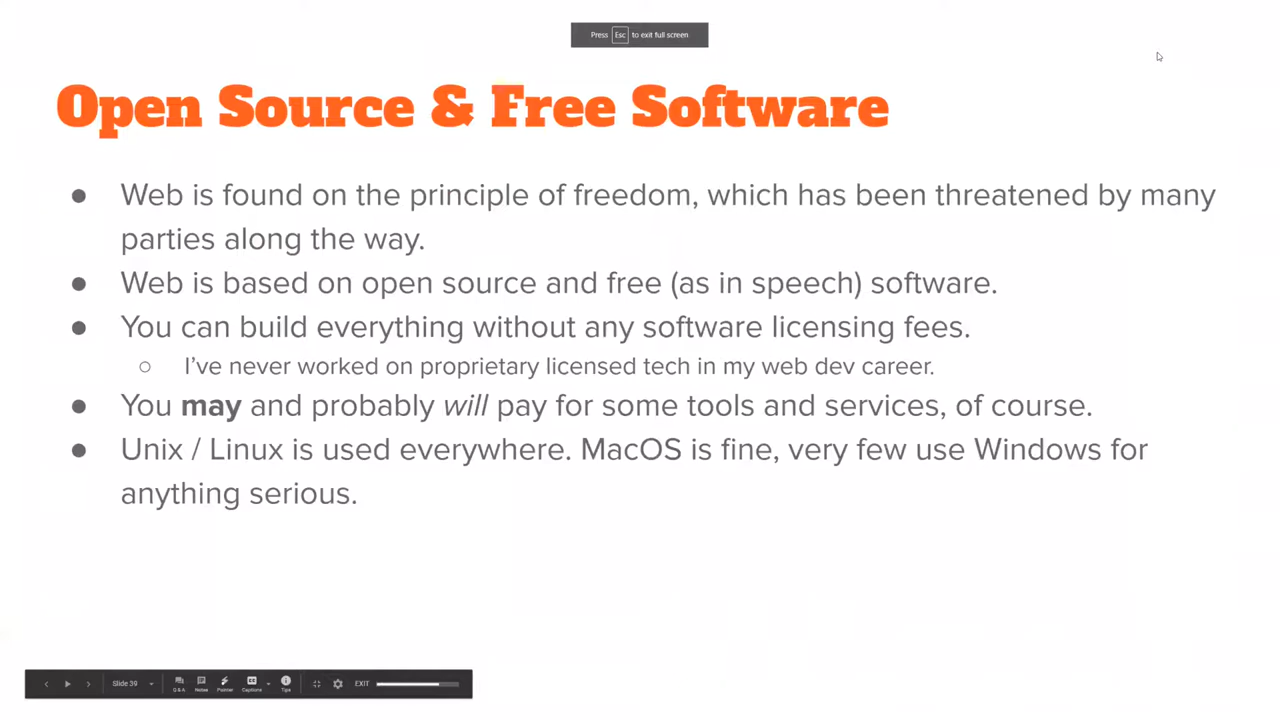 Press Esc to exit full screen
Open Source & Free Software
● Web is found on the principle of freedom, which has been threatened by many
parties along the way.
● Web is based on open source and free (as in speech) software.
● You can build everything without any software licensing fees.
○ I’ve never worked on proprietary licensed tech in my web dev career.
● You may and probably will pay for some tools and services, of course.
● Unix / Linux is used everywhere. MacOS is fine, very few use Windows for
anything serious.
Slide 39 Q&A Notes Pointer CC Captions Tips EXIT